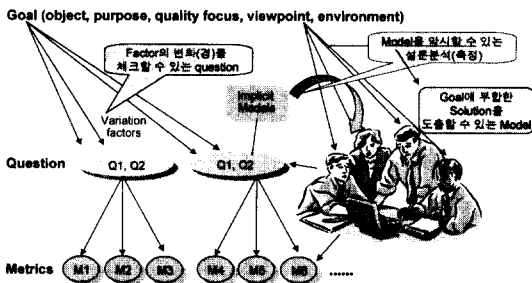 Goal (object, purpose, quality focus, viewpoint, environment)
Factor의 변화(경)를
체크할 수 있는 question
Model을 암시할 수 있는
설문분석(측정)
Implicit
Models
Goal에 부합한
Solution을
도출할 수 있는 Model
Variation
factors
Question
Q1, Q2
Q1, Q2
Metrics
M1
M2
M3
M4
M5
M6
......